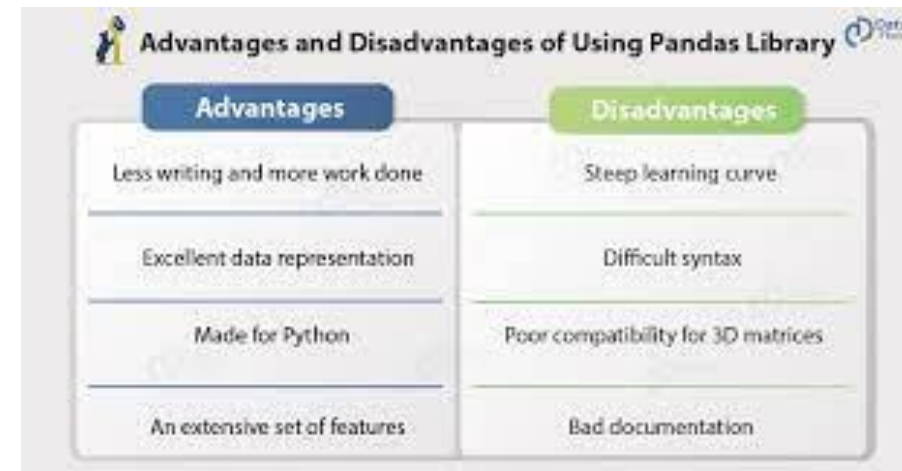 Advantages and Disadvantages of Using Pandas Library
Advantages
Disadvantages
Less writing and more work done
Steep learning curve
Excellent data representation
Difficult syntax
Made for Python
Poor compatibility for 3D matrices
An extensive set of features
Bad documentation